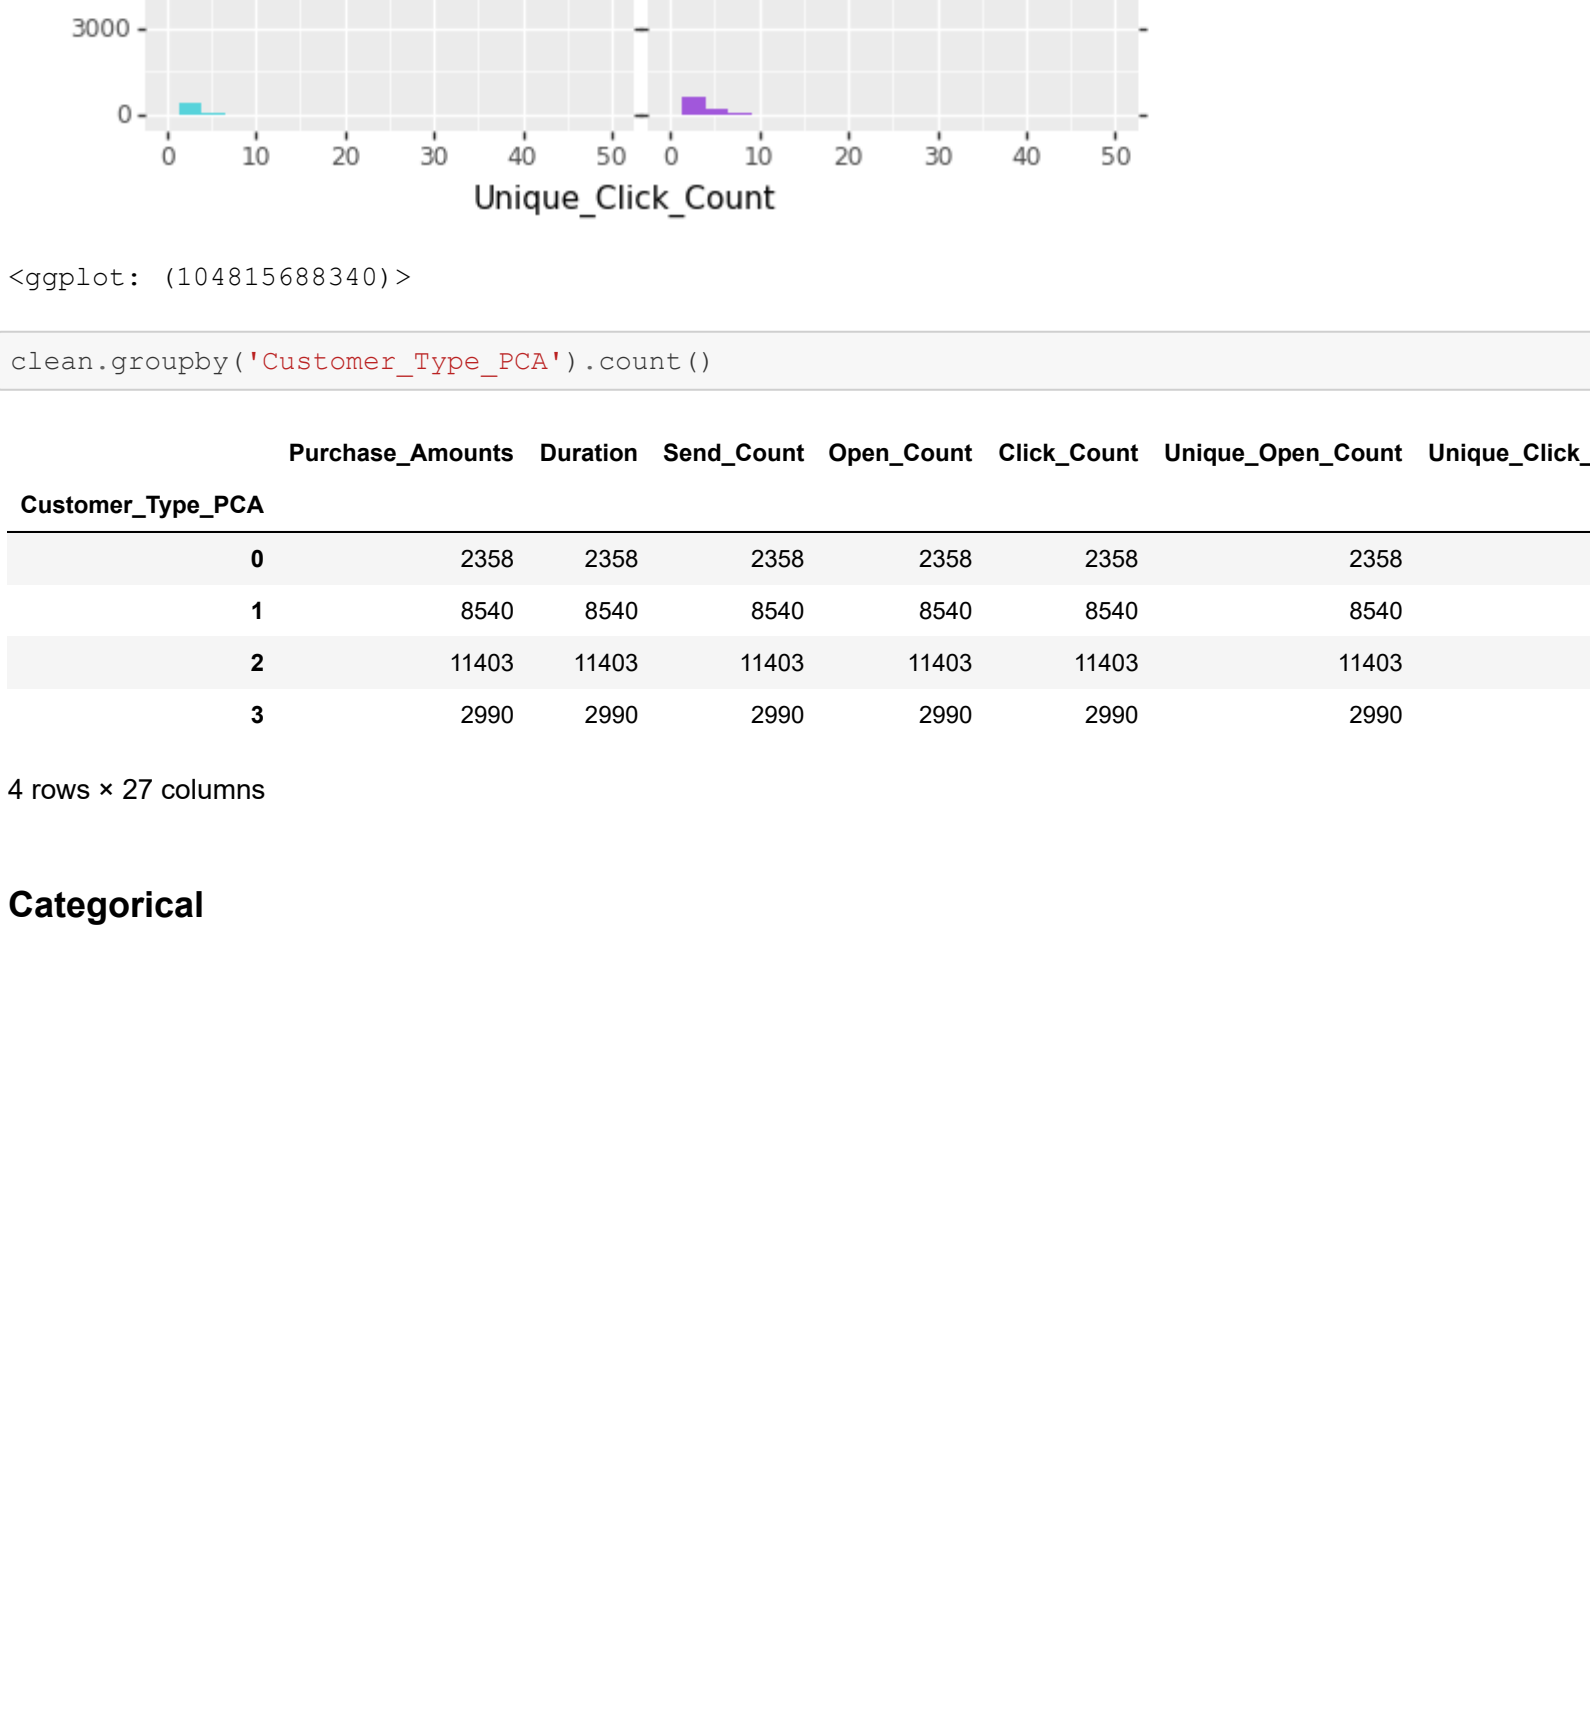 3000
0
0 10 20 30 40 50 0 10 20 30 40 50
Unique_Click_Count
<ggplot: (104815688340)>
clean.groupby('Customer_Type_PCA').count()
Purchase_Amounts Duration Send_Count Open_Count Click_Count Unique_Open_Count Unique_Click_
Customer_Type_PCA
0 2358 2358 2358 2358 2358 2358
1 8540 8540 8540 8540 8540 8540
2 11403 11403 11403 11403 11403 11403
3 2990 2990 2990 2990 2990 2990
4 rows × 27 columns
Categorical